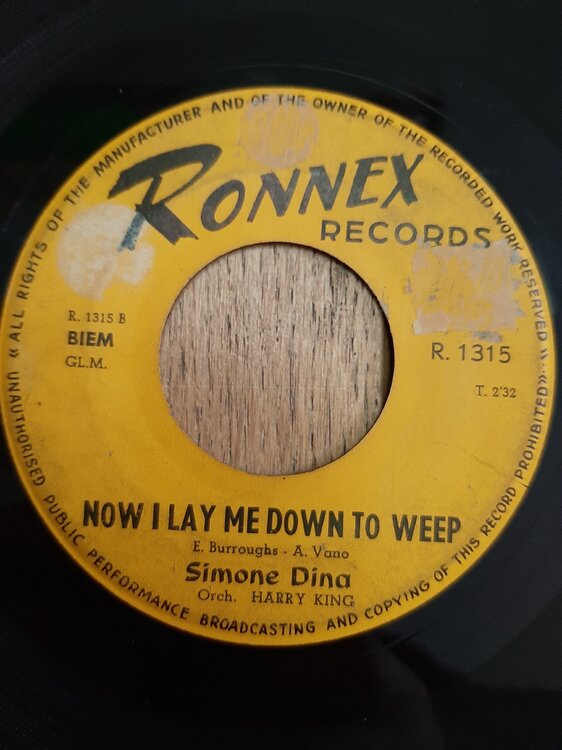 « ALL RIGHTS OF THE MANUFACTURER AND OF THE OWNER OF THE RECORDED WORK RESERVED »
RONNEX
RECORDS
R. 1315 B
BIEM
GL.M.
R. 1315
T. 2'32
NOW I LAY ME DOWN TO WEEP
E. Burroughs - A. Vano
Simone Dina
Orch. HARRY KING
UNAUTHORISED PUBLIC PERFORMANCE BROADCASTING AND COPYING OF THIS RECORD PROHIBITED»